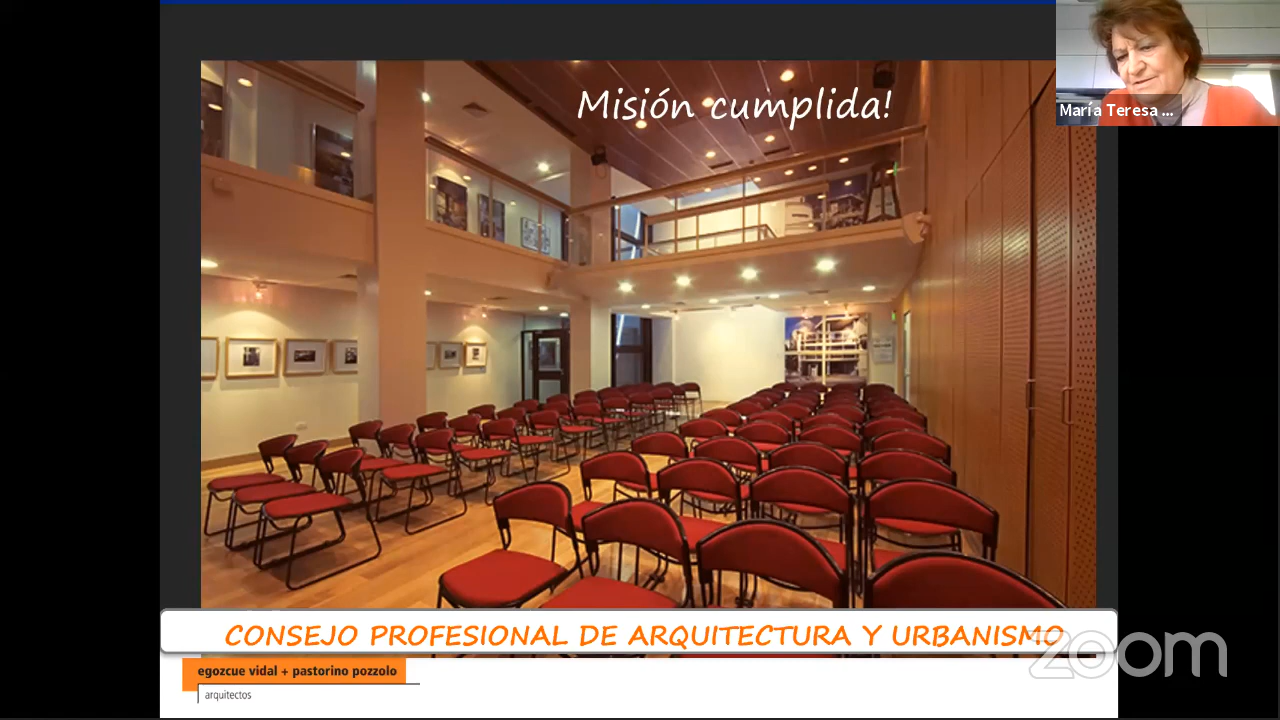 Misión cumplida!
María Teresa ...
CONSEJO PROFESIONAL DE ARQUITECTURA Y URBANISMO
zoom
egozcue vidal + pastorino pozzolo
arquitectos